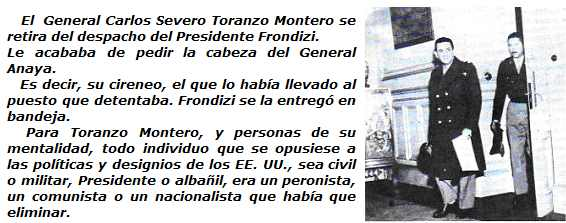 El General Carlos Severo Toranzo Montero se
retira del despacho del Presidente Frondizi.
Le acababa de pedir la cabeza del General
Anaya.
Es decir, su cireneo, el que lo había llevado al
puesto que detentaba. Frondizi se la entregó en
bandeja.
Para Toranzo Montero, y personas de su
mentalidad, todo individuo que se opusiese a
las políticas y designios de los EE. UU., sea civil
o militar, Presidente o albañil, era un peronista,
un comunista o un nacionalista que había que
eliminar.